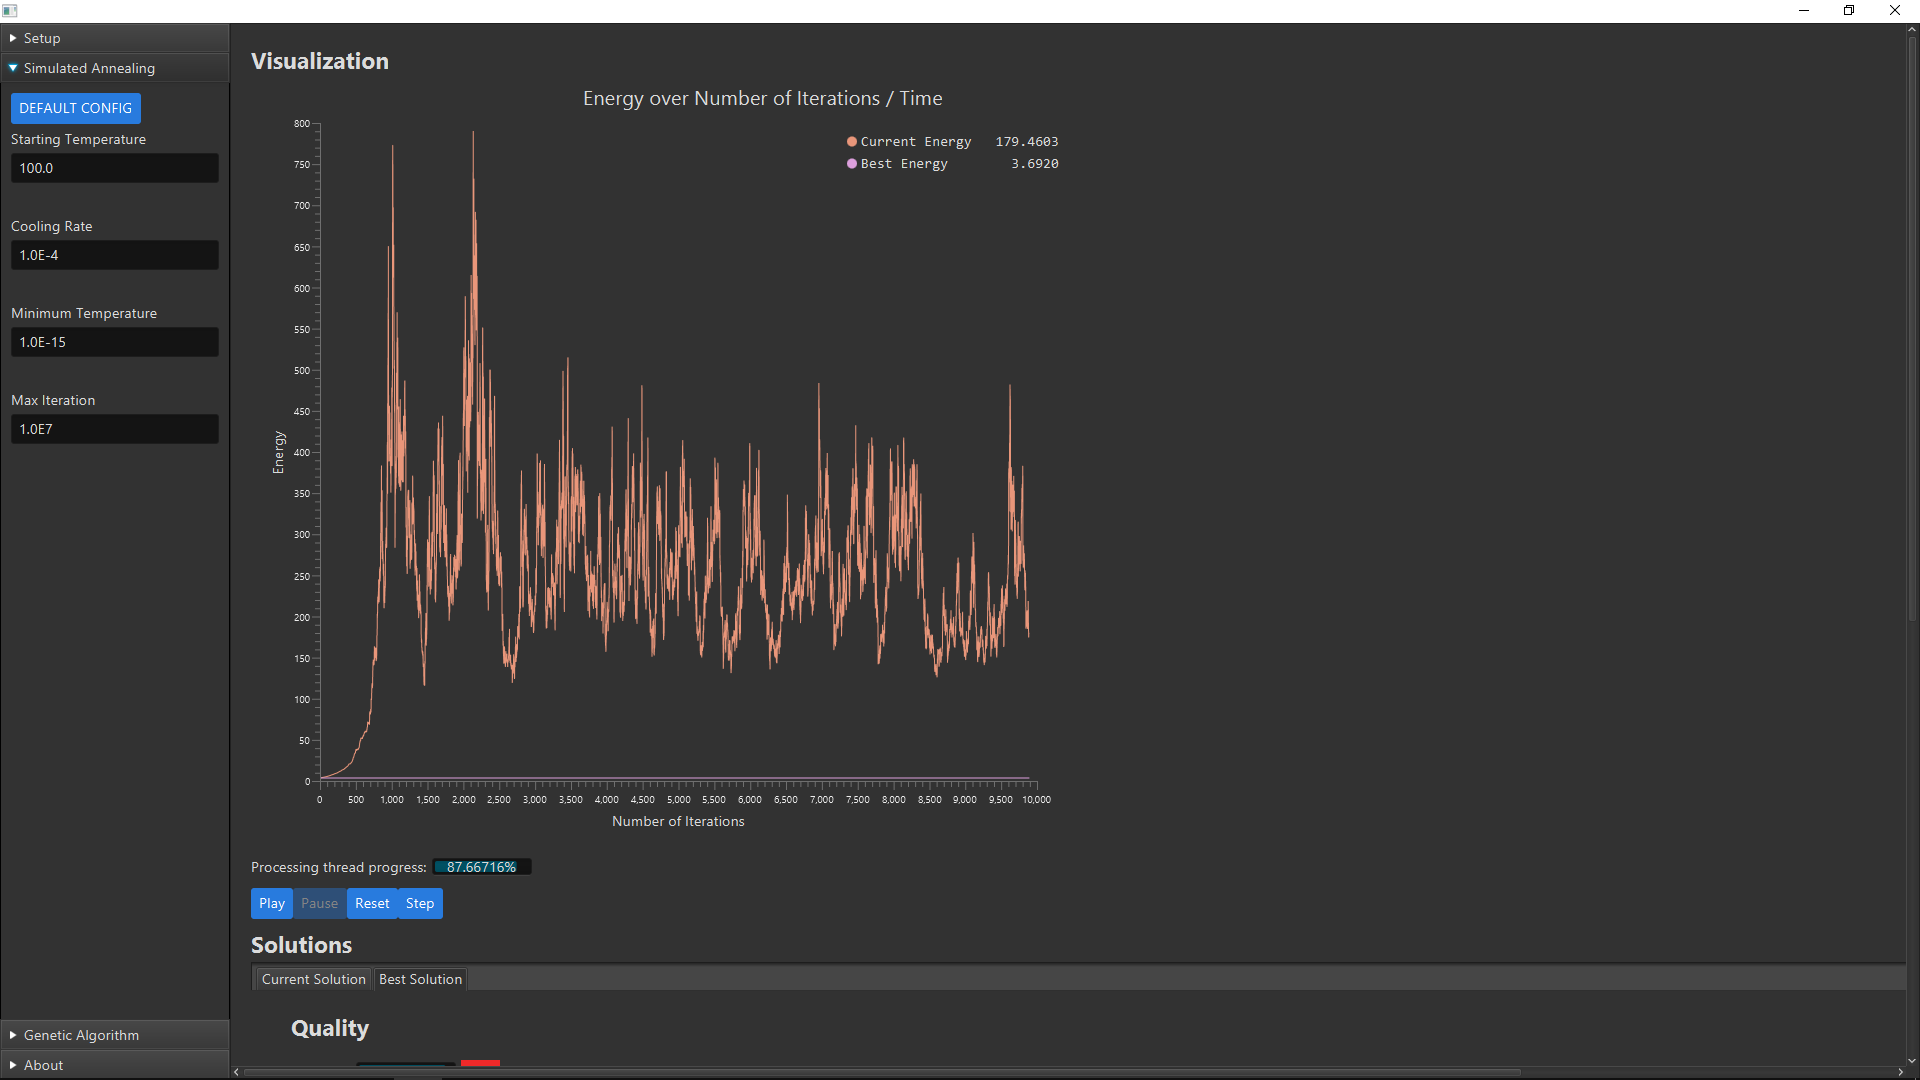 Setup
Simulated Annealing
DEFAULT CONFIG
Starting Temperature
100.0
Cooling Rate
1.0E-4
Minimum Temperature
1.0E-15
Max Iteration
1.0E7
Genetic Algorithm
About
Visualization
Energy over Number of Iterations / Time
Current Energy 179.4603
Best Energy 3.6920
Energy
800
750
700
650
600
550
500
450
400
350
300
250
200
150
100
50
0
0 500 1,000 1,500 2,000 2,500 3,000 3,500 4,000 4,500 5,000 5,500 6,000 6,500 7,000 7,500 8,000 8,500 9,000 9,500 10,000
Number of Iterations
Processing thread progress: 87.66716%
Play Pause Reset Step
Solutions
Current Solution Best Solution
Quality